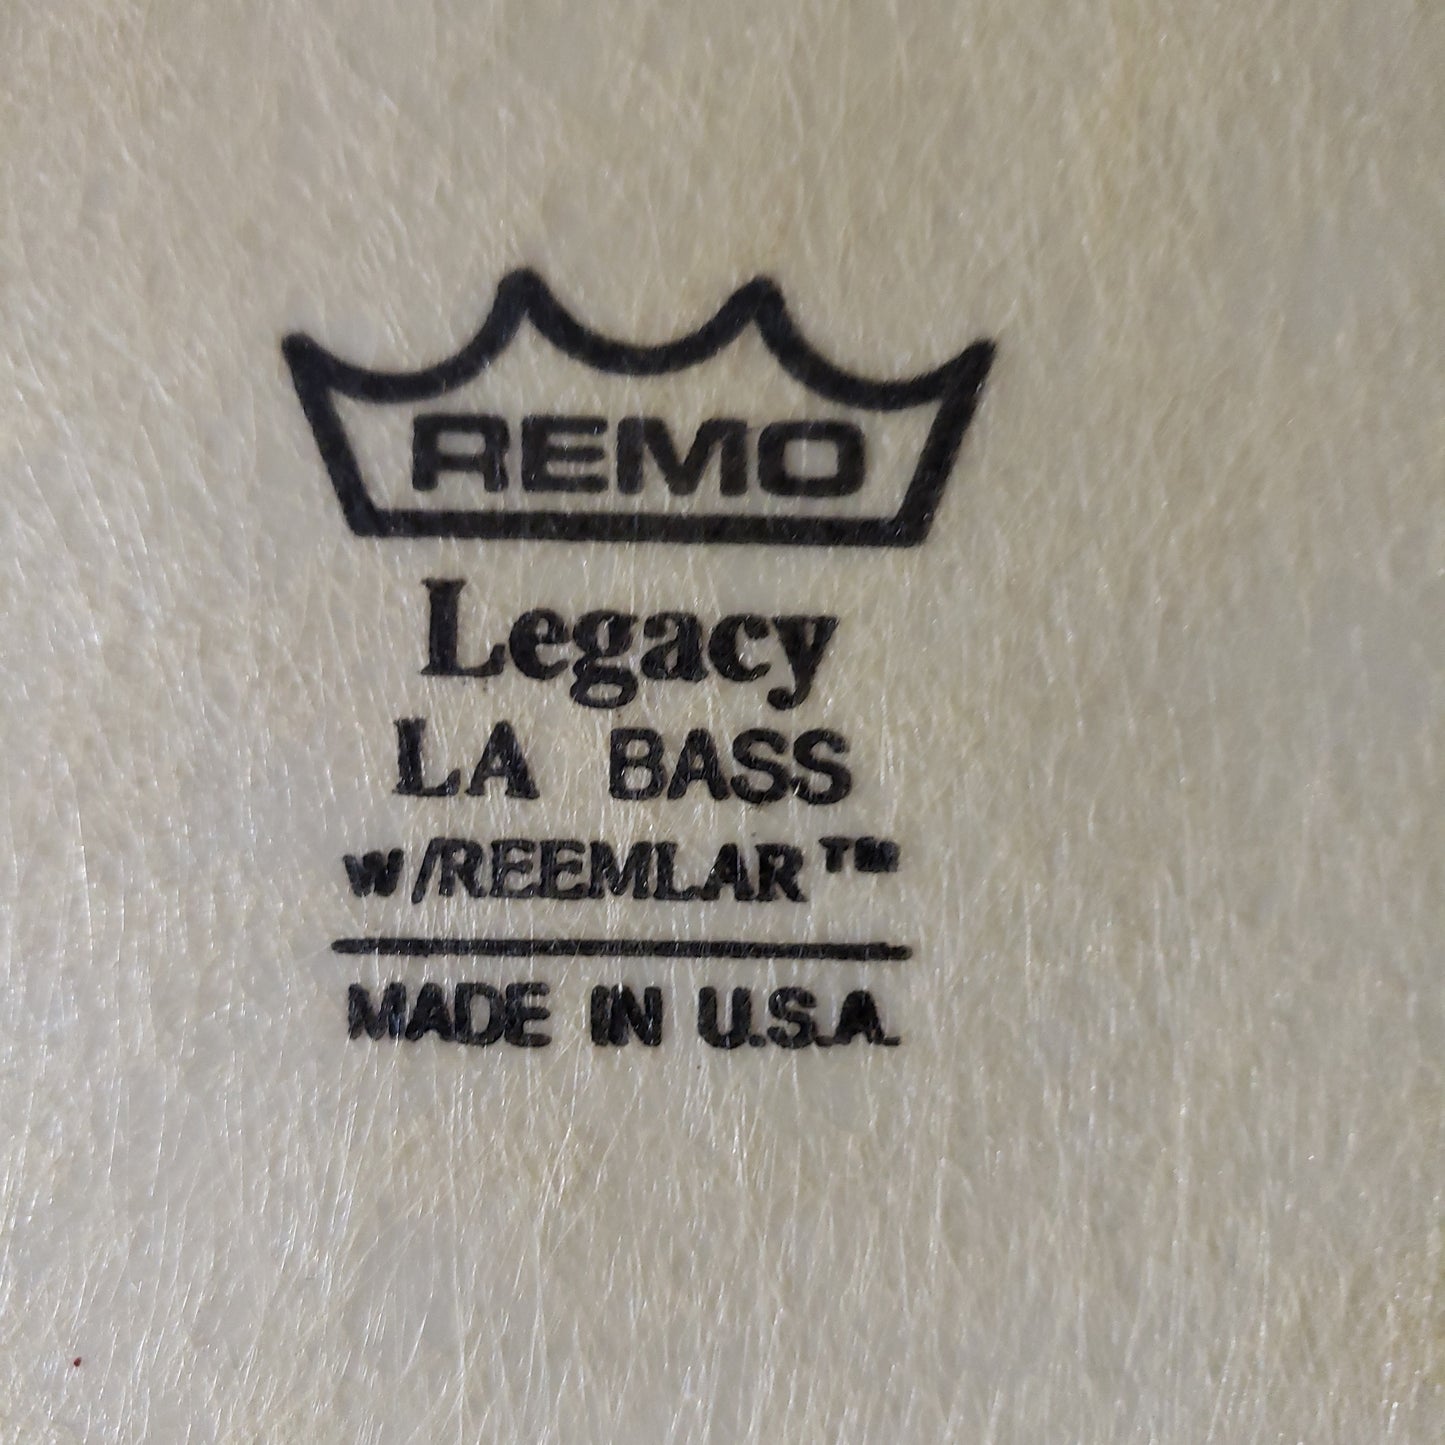 REMO
Legacy
LA BASS
w/REEMLAR™
MADE IN U.S.A.